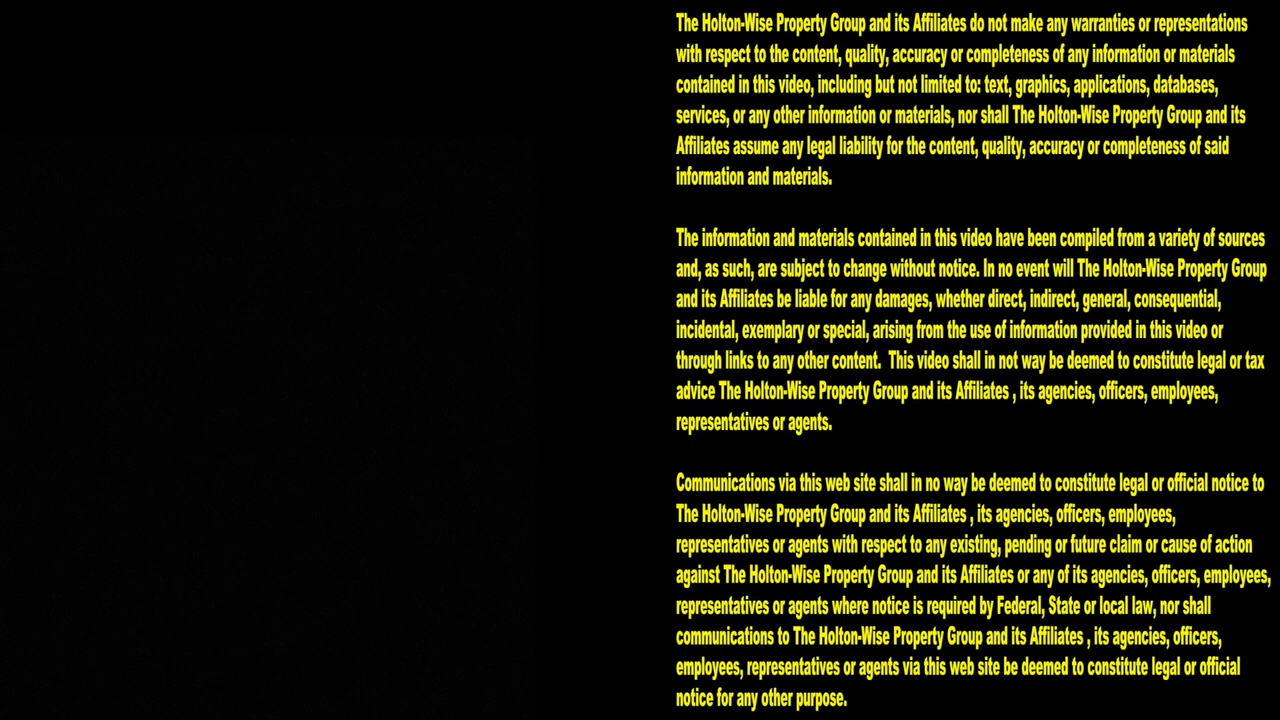 The Holton-Wise Property Group and its Affiliates do not make any warranties or representations
with respect to the content, quality, accuracy or completeness of any information or materials
contained in this video, including but not limited to: text, graphics, applications, databases,
services, or any other information or materials, nor shall The Holton-Wise Property Group and its
Affiliates assume any legal liability for the content, quality, accuracy or completeness of said
information and materials.
The information and materials contained in this video have been compiled from a variety of sources
and, as such, are subject to change without notice. In no event will The Holton-Wise Property Group
and its Affiliates be liable for any damages, whether direct, indirect, general, consequential,
incidental, exemplary or special, arising from the use of information provided in this video or
through links to any other content.  This video shall in not way be deemed to constitute legal or tax
advice The Holton-Wise Property Group and its Affiliates , its agencies, officers, employees,
representatives or agents.
Communications via this web site shall in no way be deemed to constitute legal or official notice to
The Holton-Wise Property Group and its Affiliates , its agencies, officers, employees,
representatives or agents with respect to any existing, pending or future claim or cause of action
against The Holton-Wise Property Group and its Affiliates or any of its agencies, officers, employees,
representatives or agents where notice is required by Federal, State or local law, nor shall
communications to The Holton-Wise Property Group and its Affiliates , its agencies, officers,
employees, representatives or agents via this web site be deemed to constitute legal or official
notice for any other purpose.